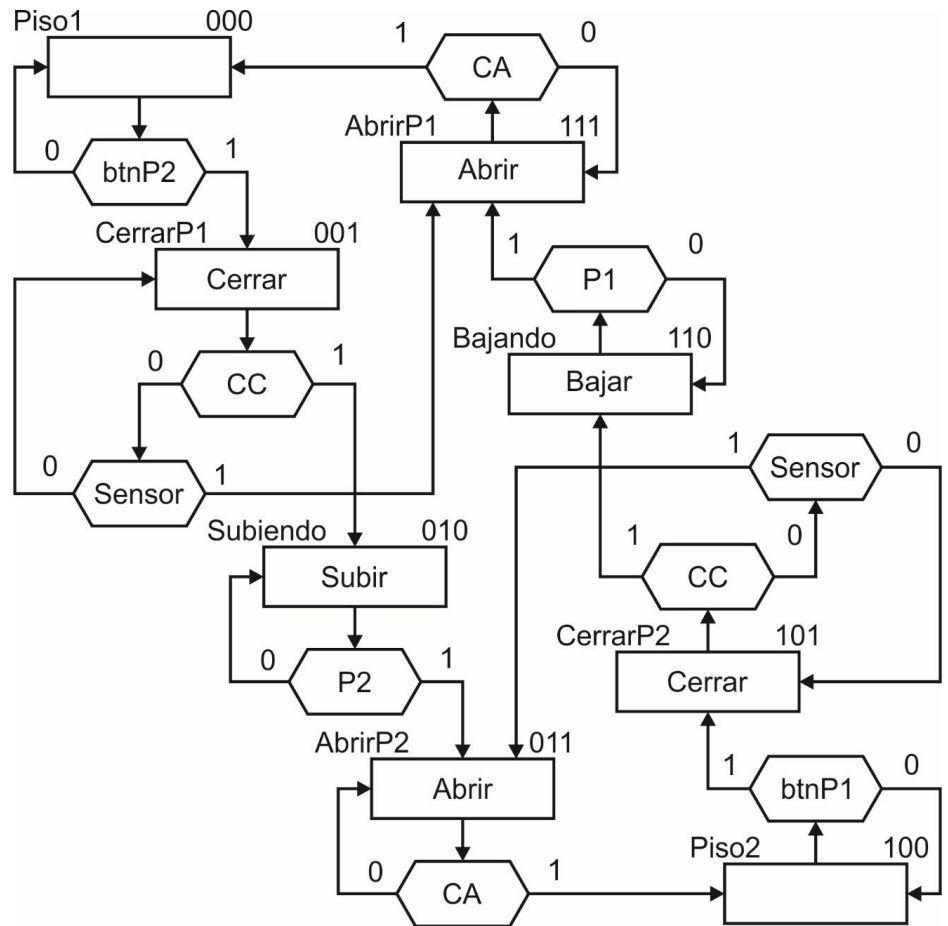 Piso1 000
1 CA 0
AbrirP1 111
Abrir
0 btnP2 1
CerrarP1 001
Cerrar
1 P1 0
0 CC 1
Bajando 110
Bajar
0 Sensor 1
1 Sensor 0
Subiendo 010
Subir
1 CC 0
CerrarP2 101
Cerrar
0 P2 1
AbrirP2 011
Abrir
1 btnP1 0
Piso2 100
0 CA 1